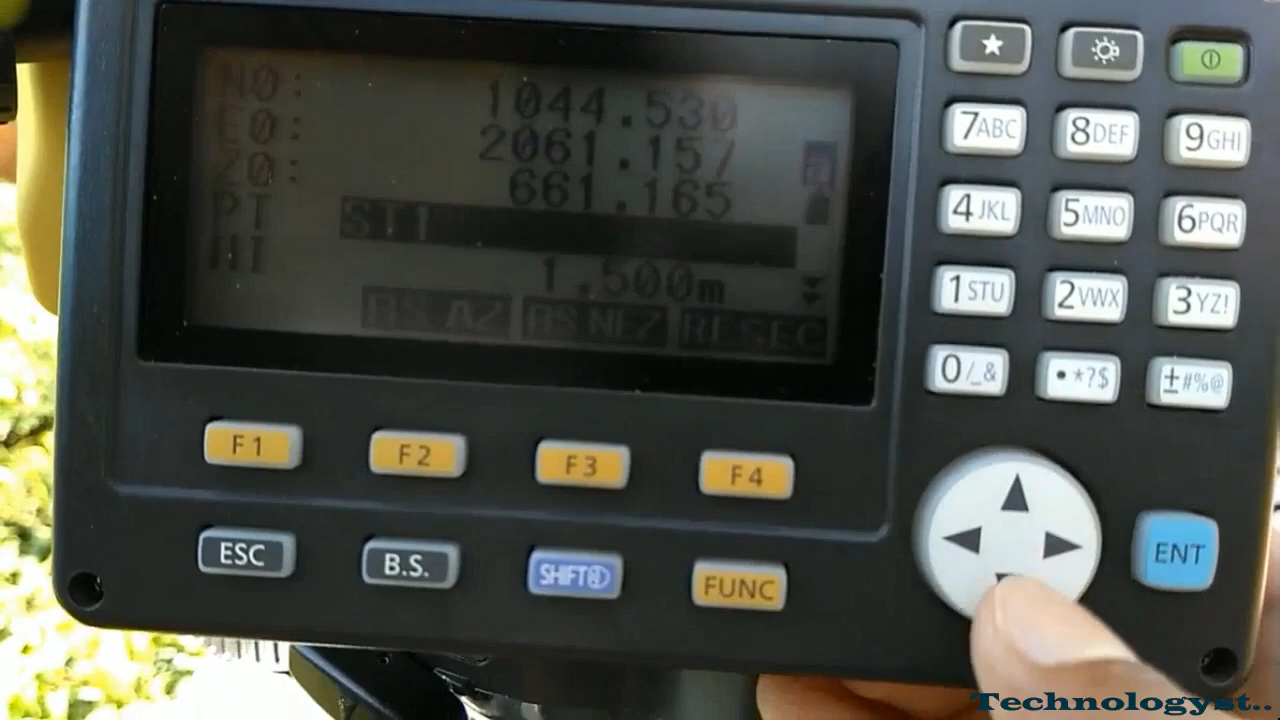 N0: 1044.530
E0: 2061.157
Z0: 661.165
PT ST1
HI 1.500m
BS AZ BS NEZ RESEC
F1 F2 F3 F4
ESC B.S. SHIFT FUNC
7ABC 8DEF 9GHI
4JKL 5MNO 6PQR
1STU 2VWX 3YZ!
0/_& •*?$ ±#%@
ENT
Technologyst..